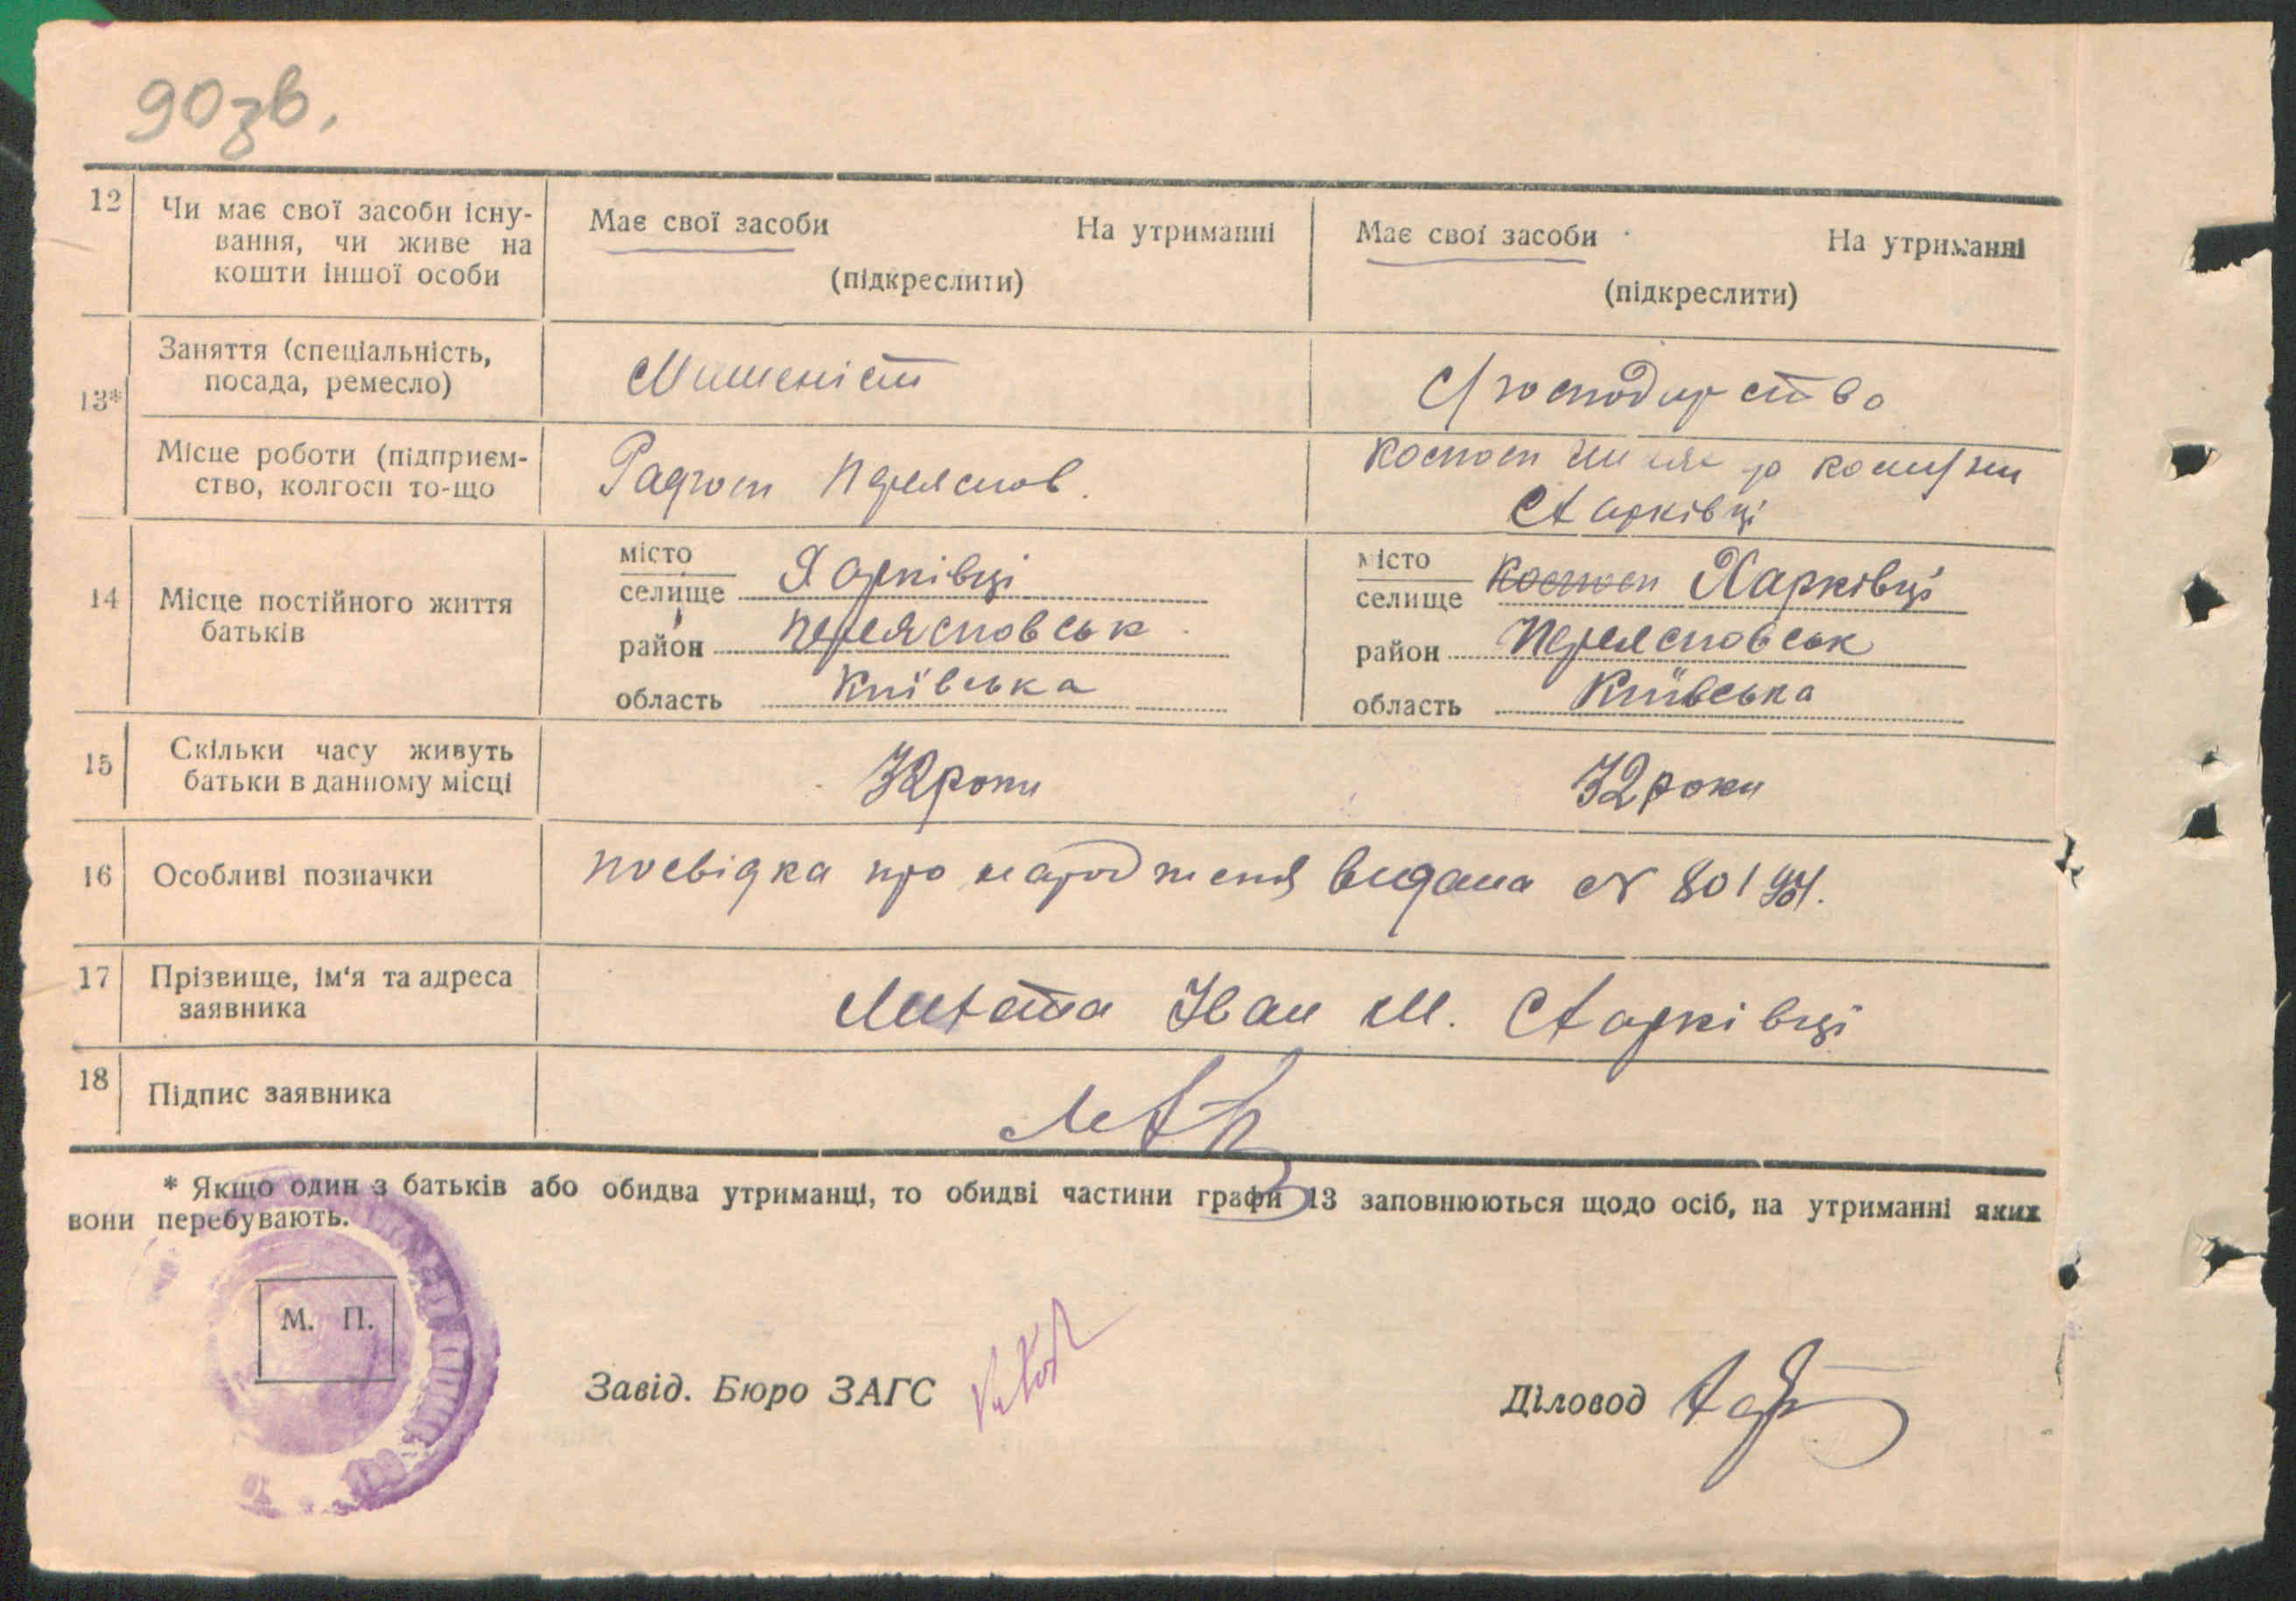 90зв.
12 Чи має свої засоби існу-
вання, чи живе на
кошти іншої особи
Має свої засоби На утриманні
(підкреслити)
Має свої засоби На утриманні
(підкреслити)
13* Заняття (спеціальність,
посада, ремесло)
Машеніст
С/господарство
Місце роботи (підприєм-
ство, колгосп то-що
Радгосп Переяслов.
Колгосп
Харківці
14 Місце постійного життя
батьків
місто
селище Харківці
район Переясловськ
область Київська
місто
селище Харківці
район Переясловськ
область Київська
15 Скільки часу живуть
батьки в данному місці
32 роки
32 роки
16 Особливі позначки
посвідка про народженя видана №
17 Прізвище, ім‘я та адреса
заявника
Іван М. Харківці
18 Підпис заявника
* Якщо один з батьків або обидва утриманці, то обидві частини графи 13 заповнюються щодо осіб, на утриманні яких
вони перебувають.
М. П.
Завід. Бюро ЗАГС
Діловод